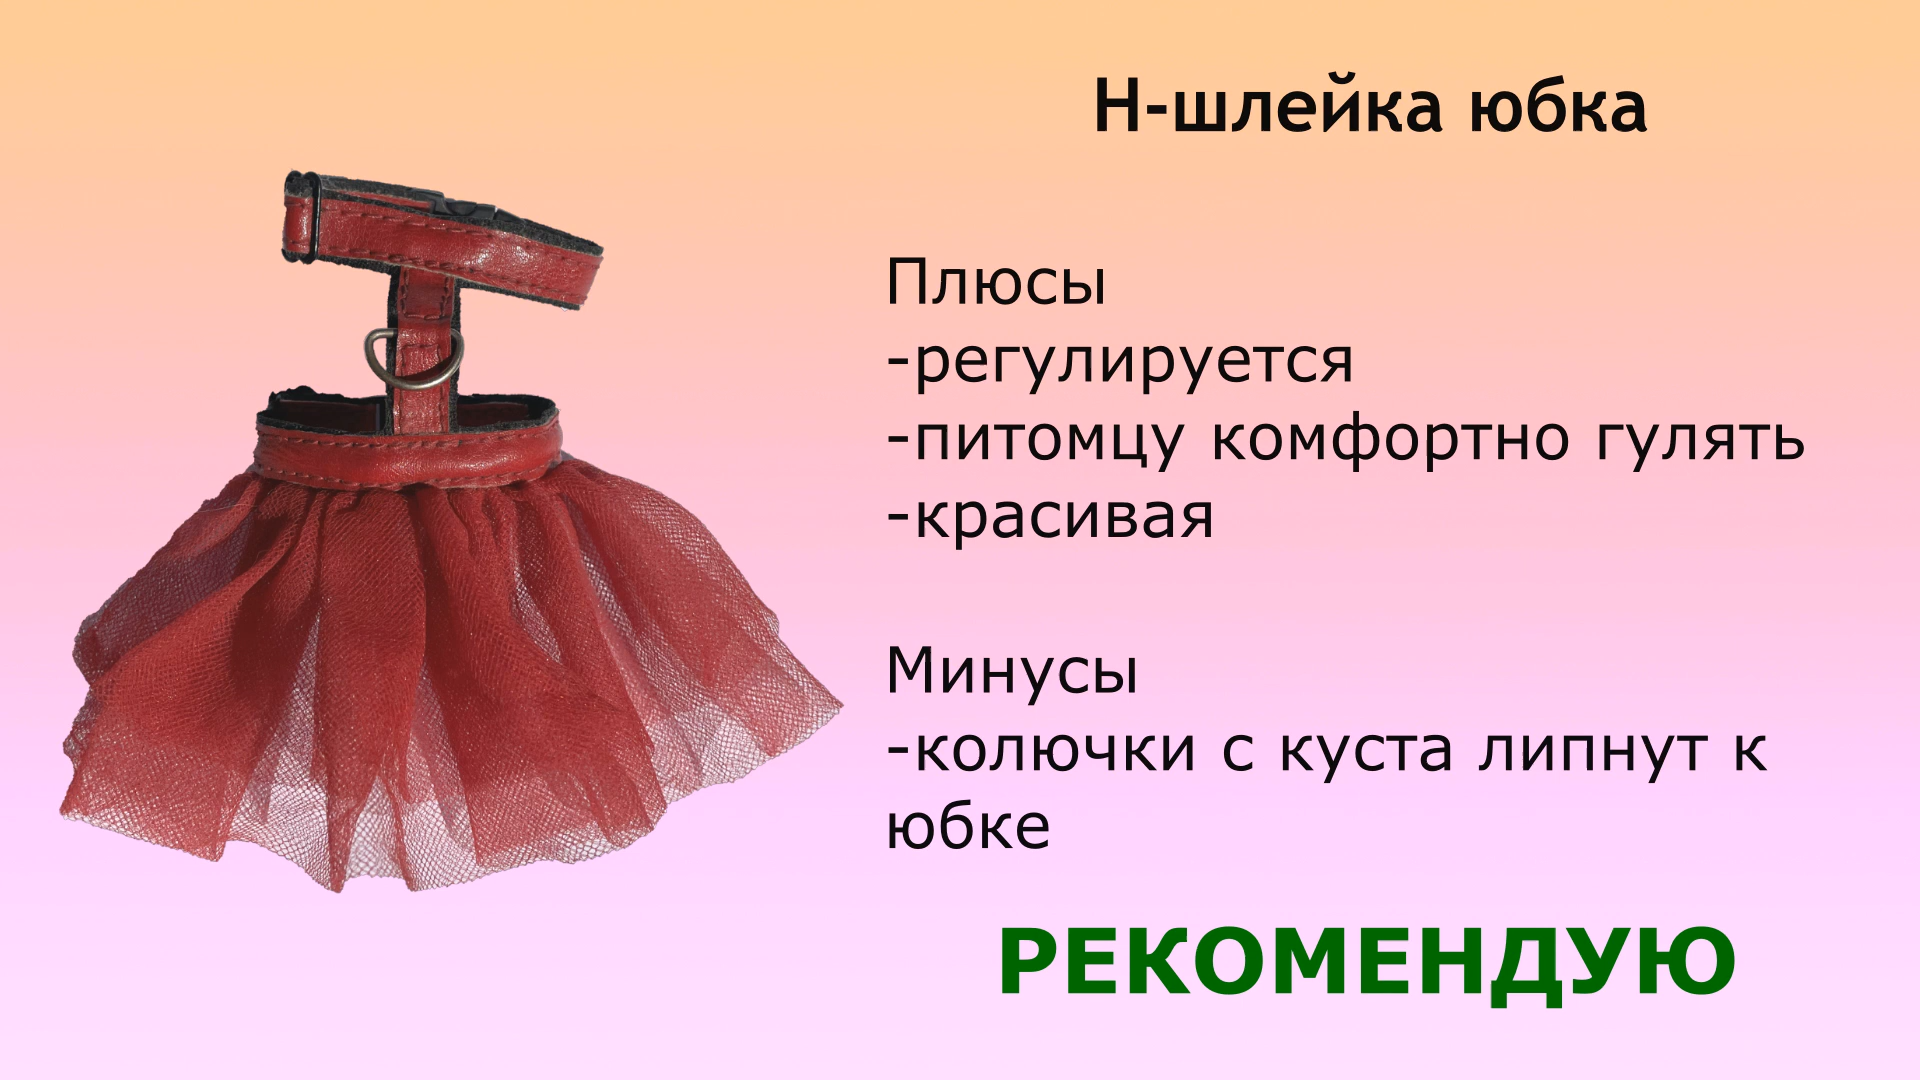 Н-шлейка юбка
Плюсы
-регулируется
-питомцу комфортно гулять
-красивая
Минусы
-колючки с куста липнут к
юбке
РЕКОМЕНДУЮ